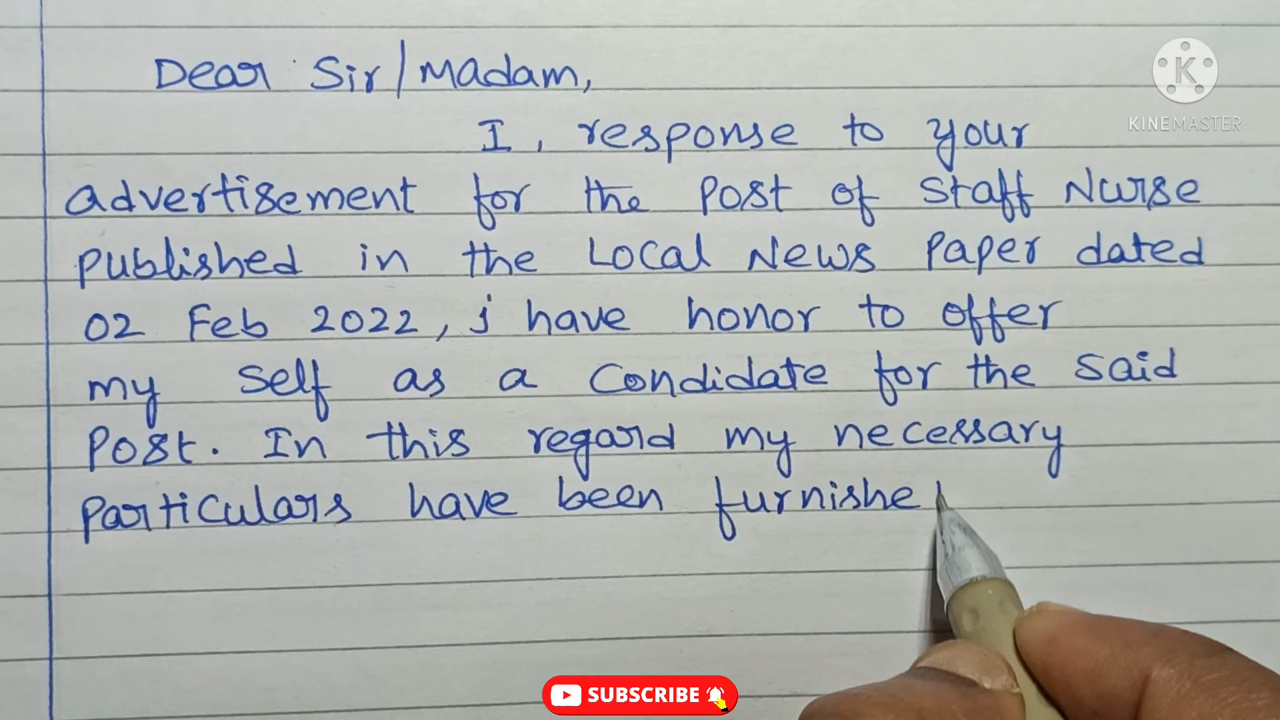 Dear Sir/Madam,
KINEMASTER
I, response to your
advertisement for the Post of Staff Nurse
published in the Local News Paper dated
02 Feb 2022, i have honor to offer
my Self as a Condidate for the Said
Post. In this regard my necessary
Particulars have been furnishe
SUBSCRIBE